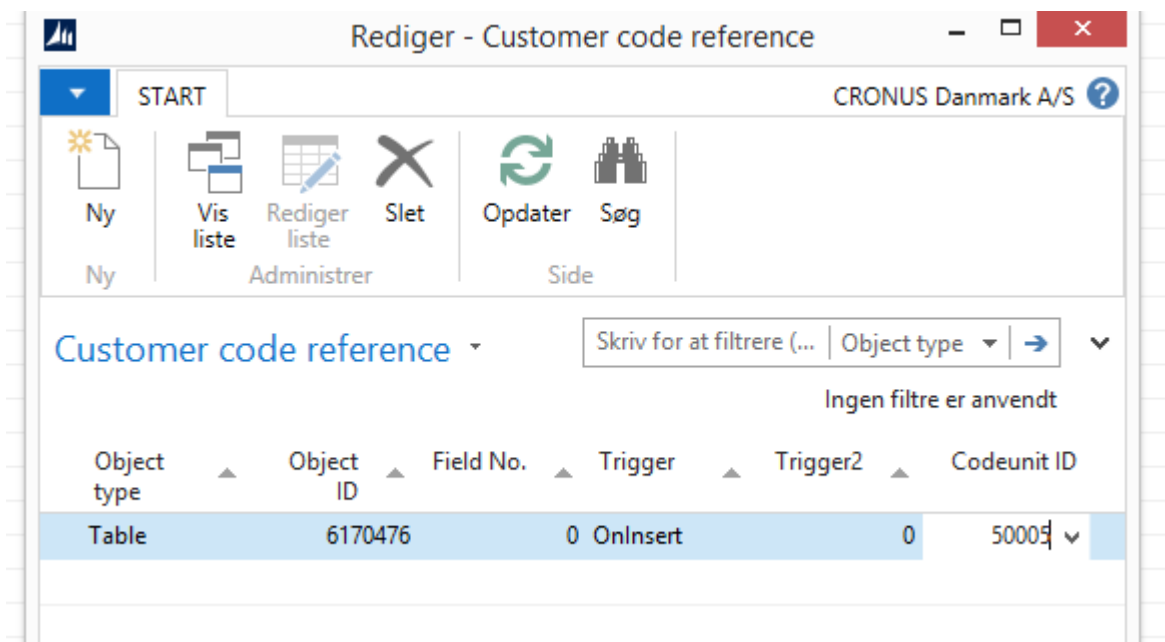 Rediger - Customer code reference
START
CRONUS Danmark A/S
Ny
Vis
liste
Rediger
liste
Slet
Opdater
Søg
Ny
Administrer
Side
Customer code reference
Skriv for at filtrere (... Object type
Ingen filtre er anvendt
Object
type
Object
ID
Field No.
Trigger
Trigger2
Codeunit ID
Table 6170476 0 OnInsert 0 50005